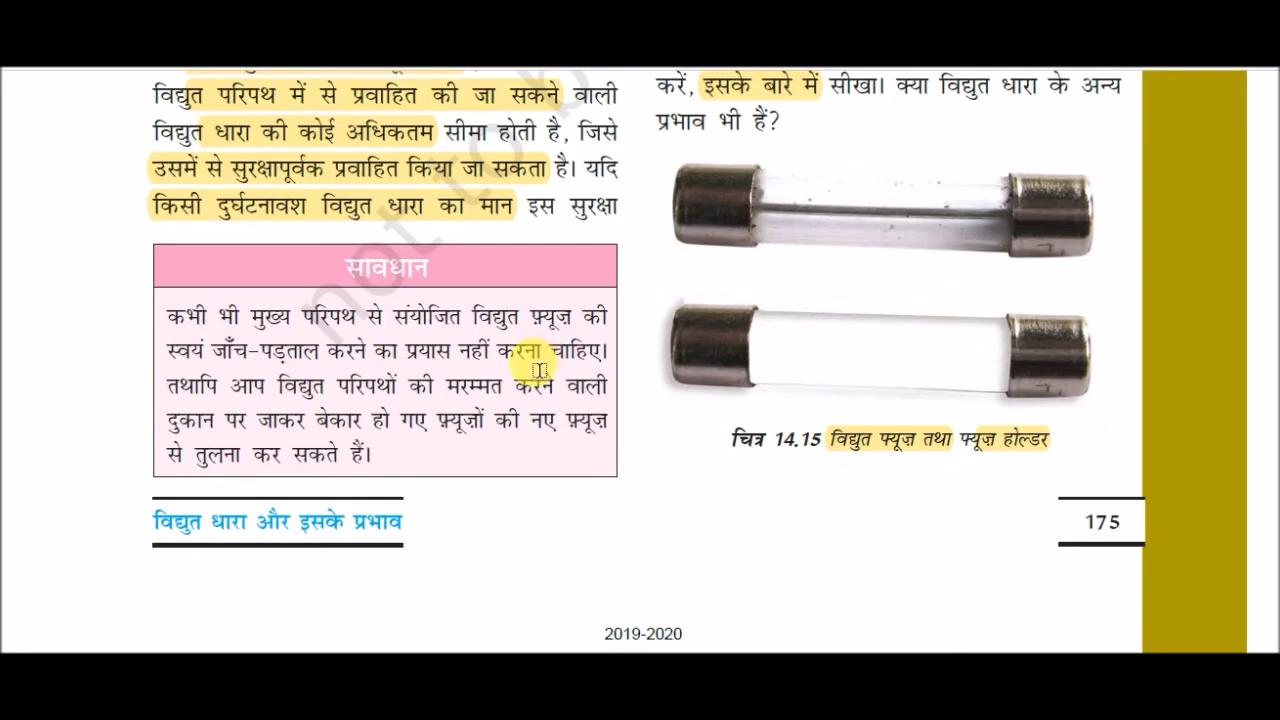 विद्युत परिपथ में से प्रवाहित की जा सकने वाली
विद्युत धारा की कोई अधिकतम सीमा होती है, जिसे
उसमें से सुरक्षापूर्वक प्रवाहित किया जा सकता है। यदि
किसी दुर्घटनावश विद्युत धारा का मान इस सुरक्षा
सावधान
कभी भी मुख्य परिपथ से संयोजित विद्युत फ़्यूज़ की
स्वयं जाँच-पड़ताल करने का प्रयास नहीं करना चाहिए।
तथापि आप विद्युत परिपथों की मरम्मत करने वाली
दुकान पर जाकर बेकार हो गए फ़्यूज़ों की नए फ़्यूज़
से तुलना कर सकते हैं।
करें, इसके बारे में सीखा। क्या विद्युत धारा के अन्य
प्रभाव भी हैं?
चित्र 14.15 विद्युत फ्यूज़ तथा फ्यूज़ होल्डर
विद्युत धारा और इसके प्रभाव
175
2019-2020
not to b